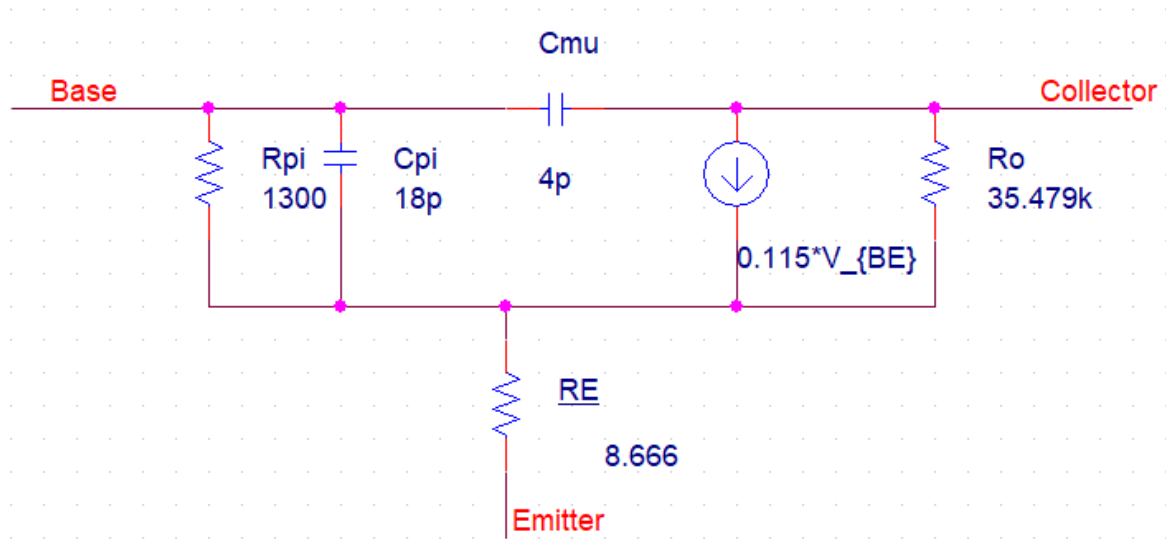 Cmu
Base
Collector
Rpi
1300
Cpi
18p
4p
Ro
35.479k
0.115*V_{BE}
RE
8.666
Emitter